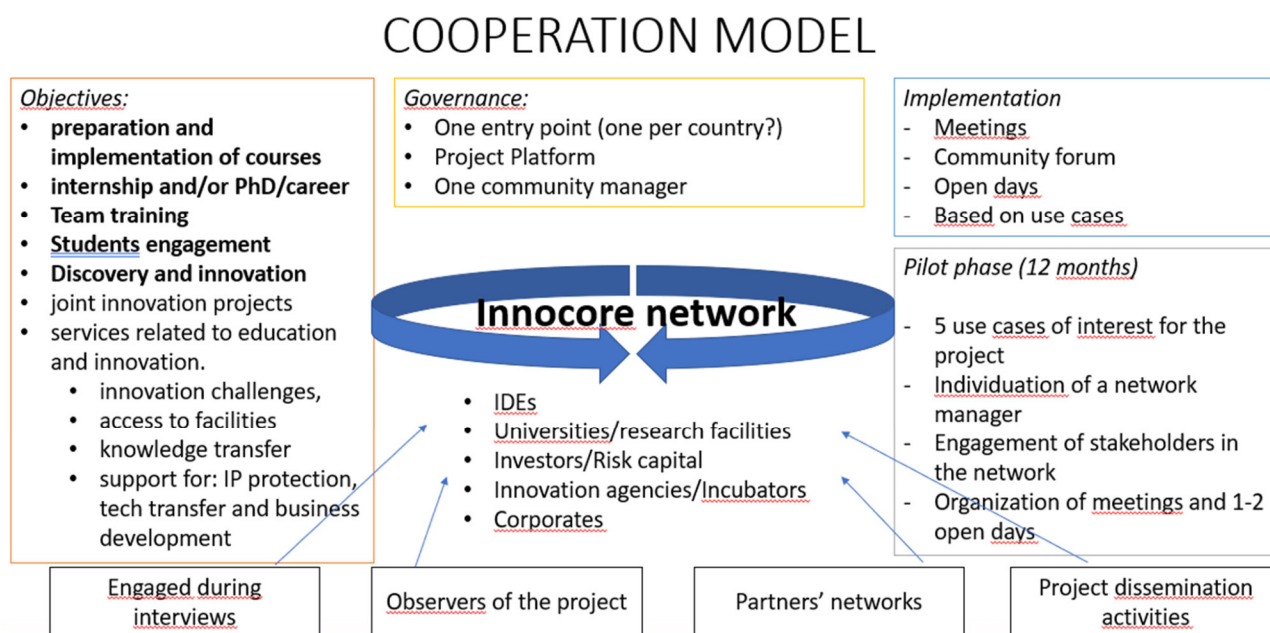 COOPERATION MODEL
Objectives:
• preparation and
implementation of courses
• internship and/or PhD/career
• Team training
• Students engagement
• Discovery and innovation
• joint innovation projects
• services related to education
and innovation.
• innovation challenges,
• access to facilities
• knowledge transfer
• support for: IP protection,
tech transfer and business
development
Governance:
• One entry point (one per country?)
• Project Platform
• One community manager
Implementation
- Meetings
- Community forum
- Open days
- Based on use cases
Innocore network
• IDEs
• Universities/research facilities
• Investors/Risk capital
• Innovation agencies/Incubators
• Corporates
Pilot phase (12 months)
- 5 use cases of interest for the
project
- Individuation of a network
manager
- Engagement of stakeholders in
the network
- Organization of meetings and 1-2
open days
Engaged during
interviews
Observers of the project
Partners’ networks
Project dissemination
activities